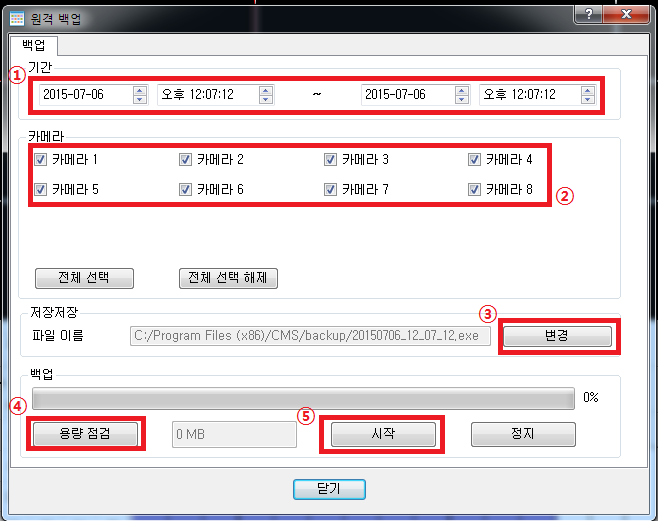 원격 백업
백업
① 기간
2015-07-06 오후 12:07:12 ~ 2015-07-06 오후 12:07:12
카메라
카메라 1 카메라 2 카메라 3 카메라 4
카메라 5 카메라 6 카메라 7 카메라 8
②
전체 선택 전체 선택 해제
저장저장
③
파일 이름 C:/Program Files (x86)/CMS/backup/20150706_12_07_12.exe 변경
백업
0%
④ ⑤
용량 점검 0 MB 시작 정지
닫기